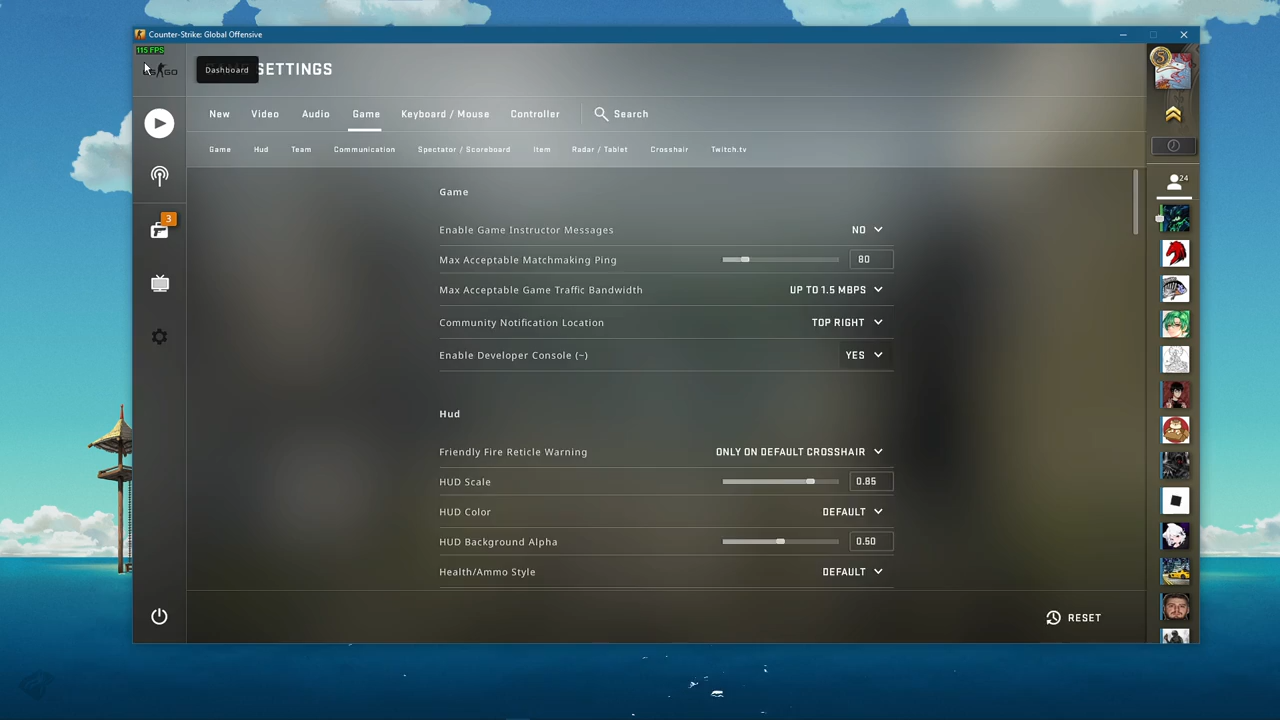 Counter-Strike: Global Offensive
115 FPS
Dashboard
SETTINGS
New Video Audio Game Keyboard / Mouse Controller Search
Game Hud Team Communication Spectator / Scoreboard Item Radar / Tablet Crosshair Twitch.tv
Game
Enable Game Instructor Messages NO
Max Acceptable Matchmaking Ping 80
Max Acceptable Game Traffic Bandwidth UP TO 1.5 MBPS
Community Notification Location TOP RIGHT
Enable Developer Console (~) YES
Hud
Friendly Fire Reticle Warning ONLY ON DEFAULT CROSSHAIR
HUD Scale 0.85
HUD Color DEFAULT
HUD Background Alpha 0.50
Health/Ammo Style DEFAULT
RESET
3
5
24